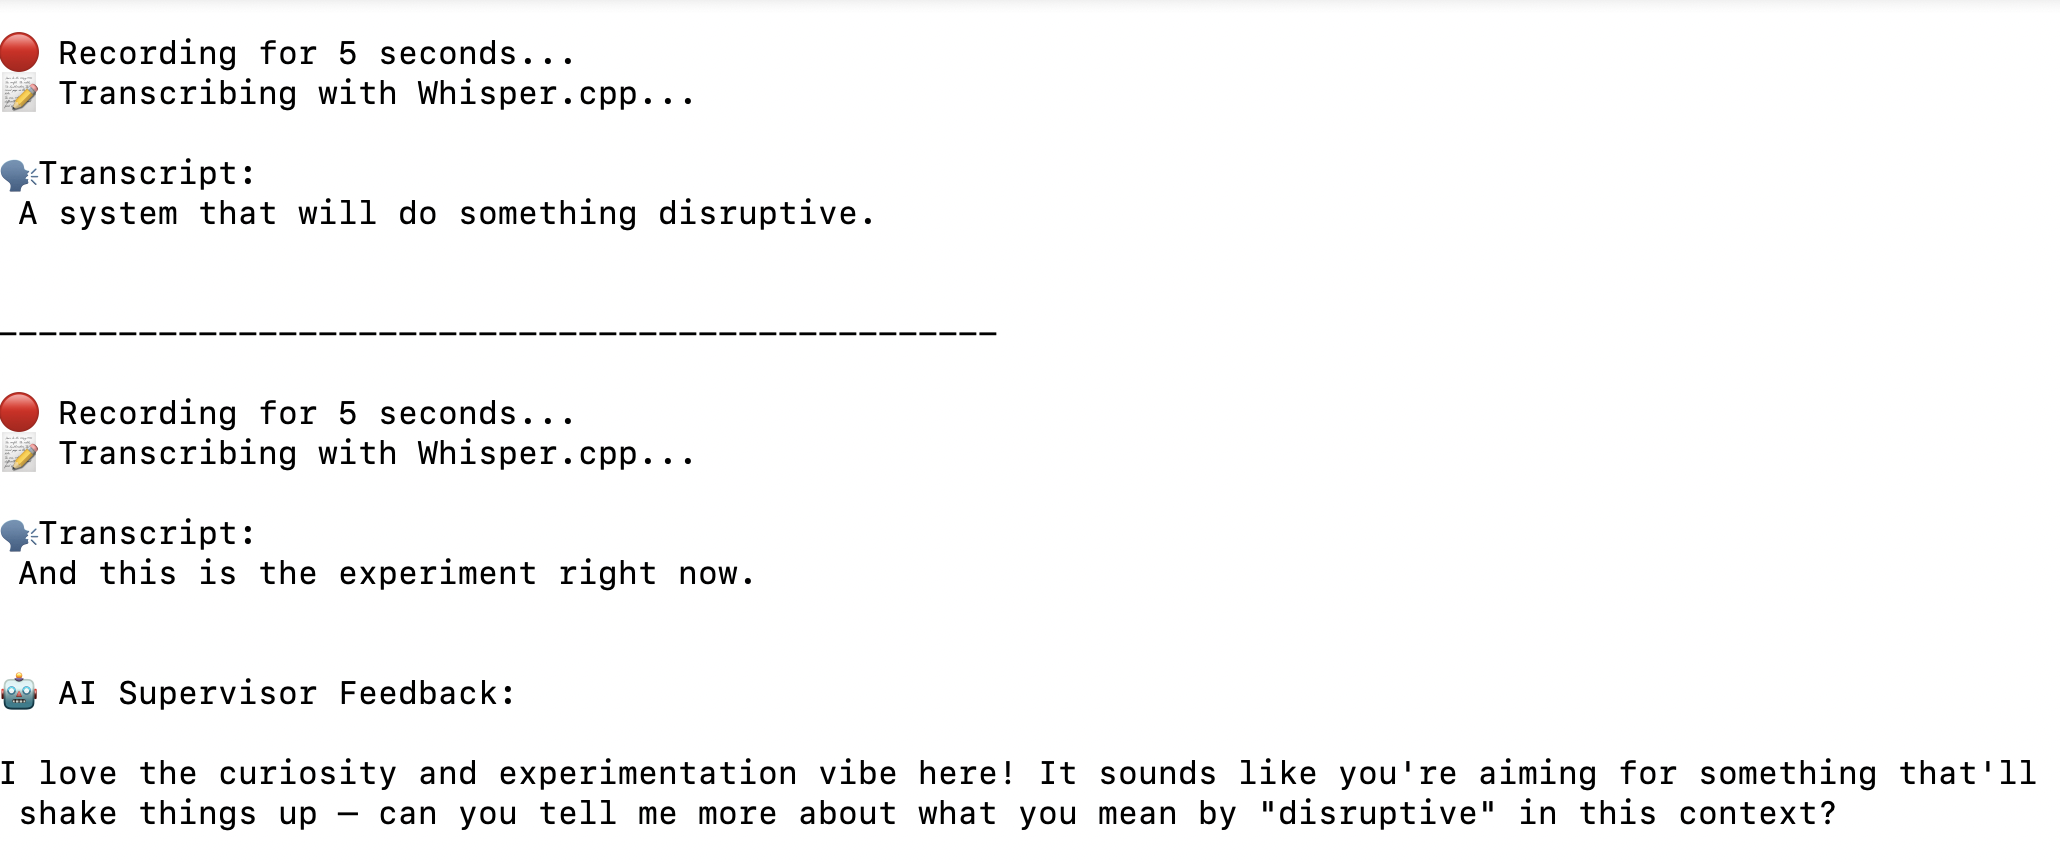 🔴 Recording for 5 seconds...
📝 Transcribing with Whisper.cpp...
🗣️Transcript:
A system that will do something disruptive.
--------------------------------------------------
🔴 Recording for 5 seconds...
📝 Transcribing with Whisper.cpp...
🗣️Transcript:
And this is the experiment right now.
🤖 AI Supervisor Feedback:
I love the curiosity and experimentation vibe here! It sounds like you're aiming for something that'll
shake things up — can you tell me more about what you mean by "disruptive" in this context?